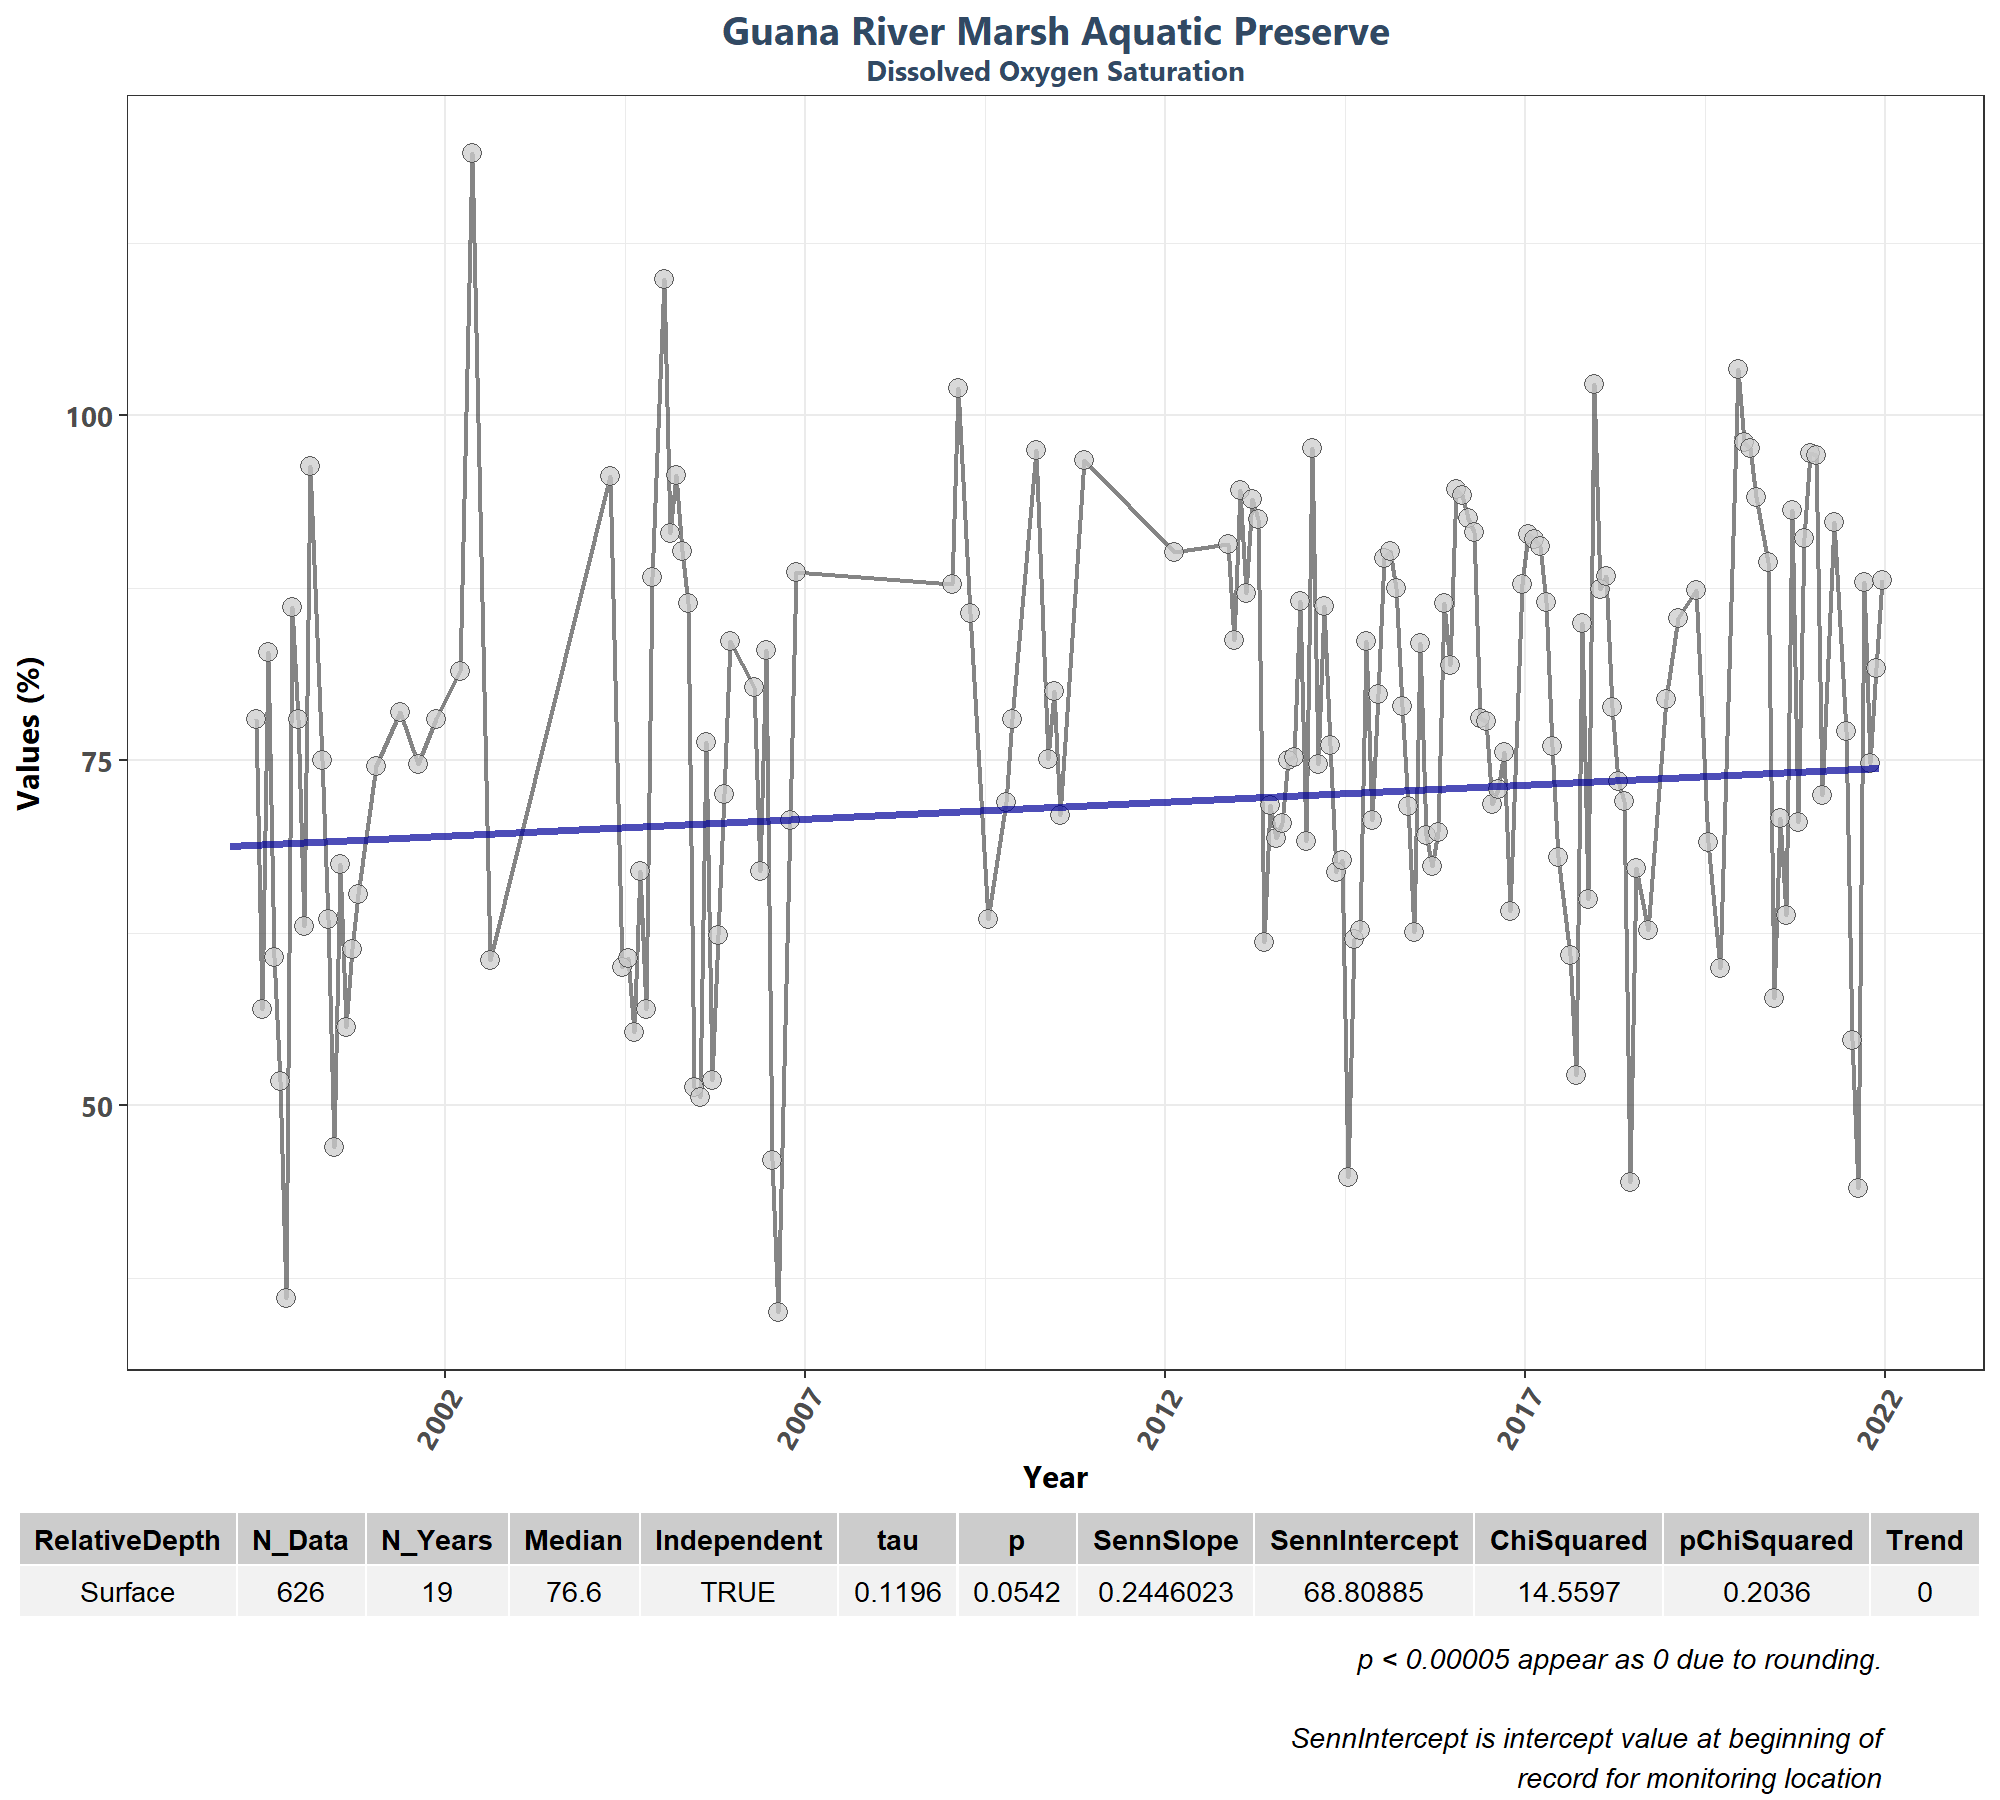 Guana River Marsh Aquatic Preserve
Dissolved Oxygen Saturation
Values (%)
100
75
50
2002 2007 2012 2017 2022
Year
RelativeDepth N_Data N_Years Median Independent tau p SennSlope SennIntercept ChiSquared pChiSquared Trend
Surface 626 19 76.6 TRUE 0.1196 0.0542 0.2446023 68.80885 14.5597 0.2036 0
p < 0.00005 appear as 0 due to rounding.
SennIntercept is intercept value at beginning of
record for monitoring location